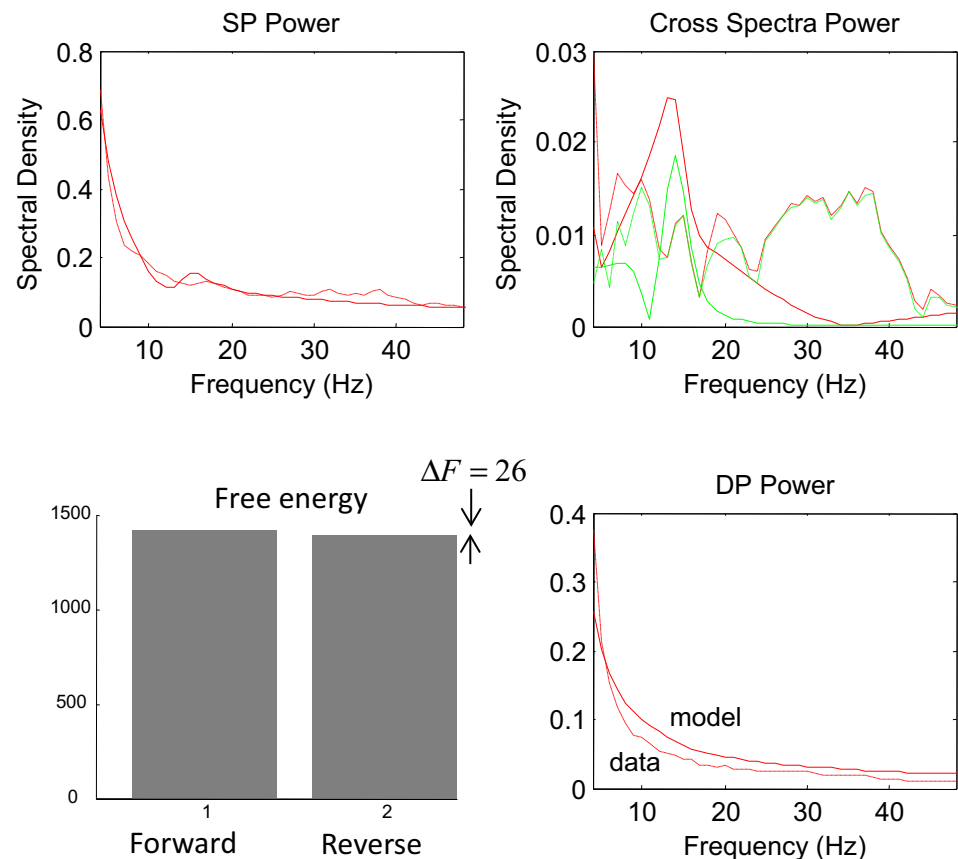 SP Power
Spectral Density
0.8
0.6
0.4
0.2
0
10 20 30 40
Frequency (Hz)
Cross Spectra Power
Spectral Density
0.03
0.02
0.01
0
10 20 30 40
Frequency (Hz)
ΔF = 26
Free energy
1500
1000
500
0
1 2
Forward Reverse
DP Power
0.4
0.3
0.2
0.1
0
model
data
10 20 30 40
Frequency (Hz)